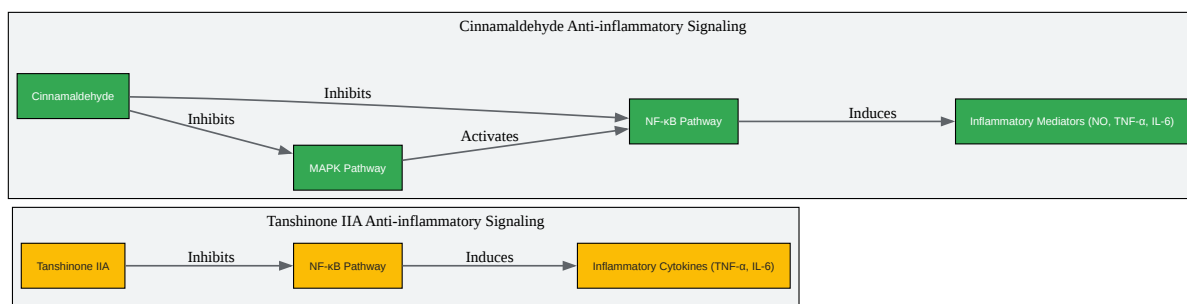 Cinnamaldehyde Anti-inflammatory Signaling
Cinnamaldehyde
Inhibits
Inhibits
MAPK Pathway
Activates
NF-κB Pathway
Induces
Inflammatory Mediators (NO, TNF-α, IL-6)
Tanshinone IIA Anti-inflammatory Signaling
Tanshinone IIA
Inhibits
NF-κB Pathway
Induces
Inflammatory Cytokines (TNF-α, IL-6)